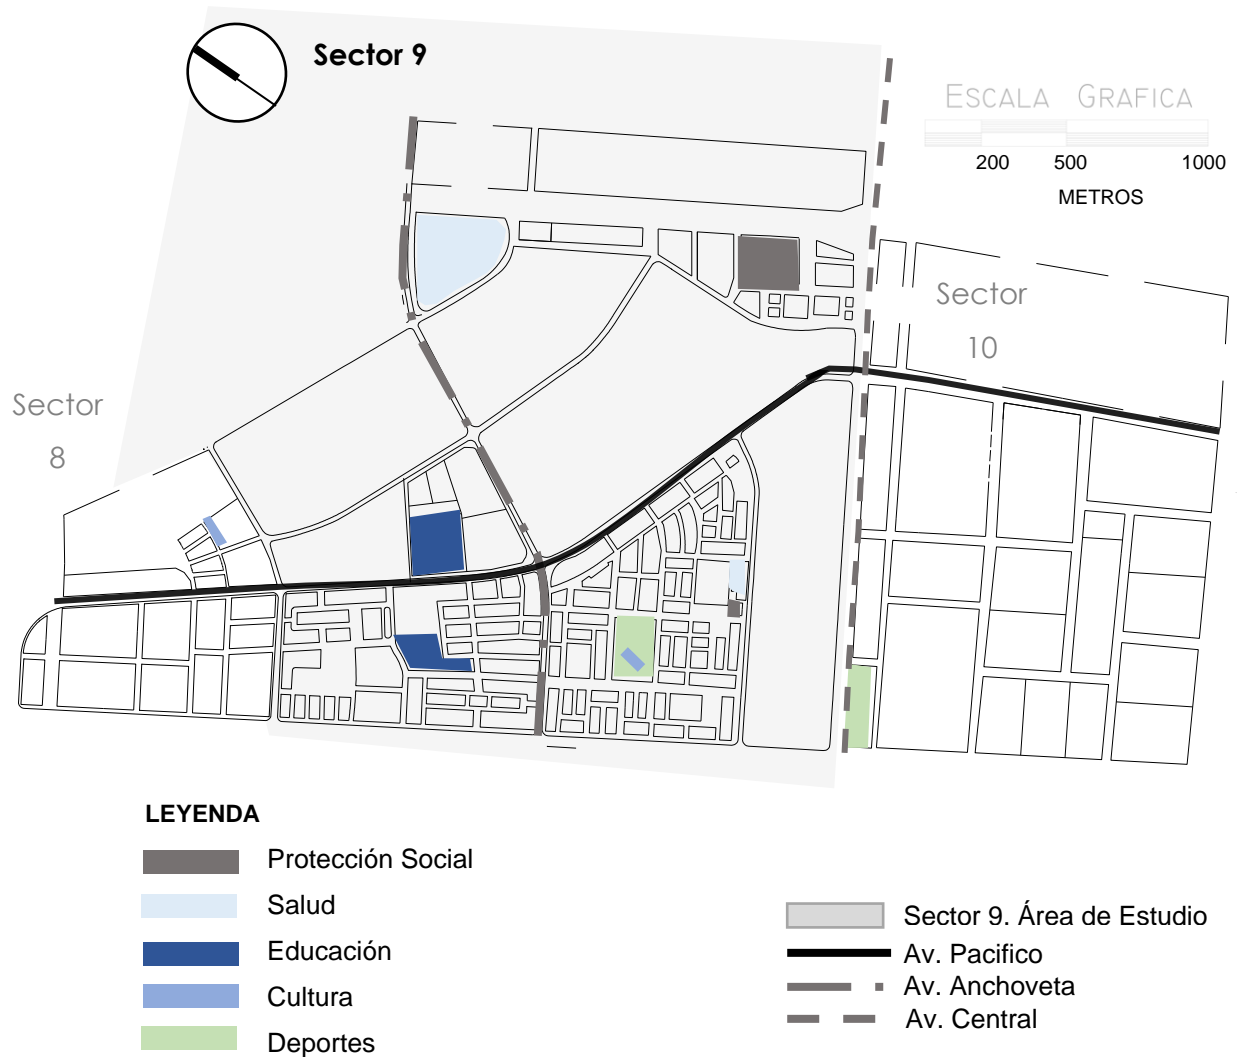 Sector 9
ESCALA GRAFICA
200 500 1000
METROS
Sector
10
Sector
8
LEYENDA
Protección Social
Salud
Educación
Cultura
Deportes
Sector 9. Área de Estudio
Av. Pacifico
Av. Anchoveta
Av. Central